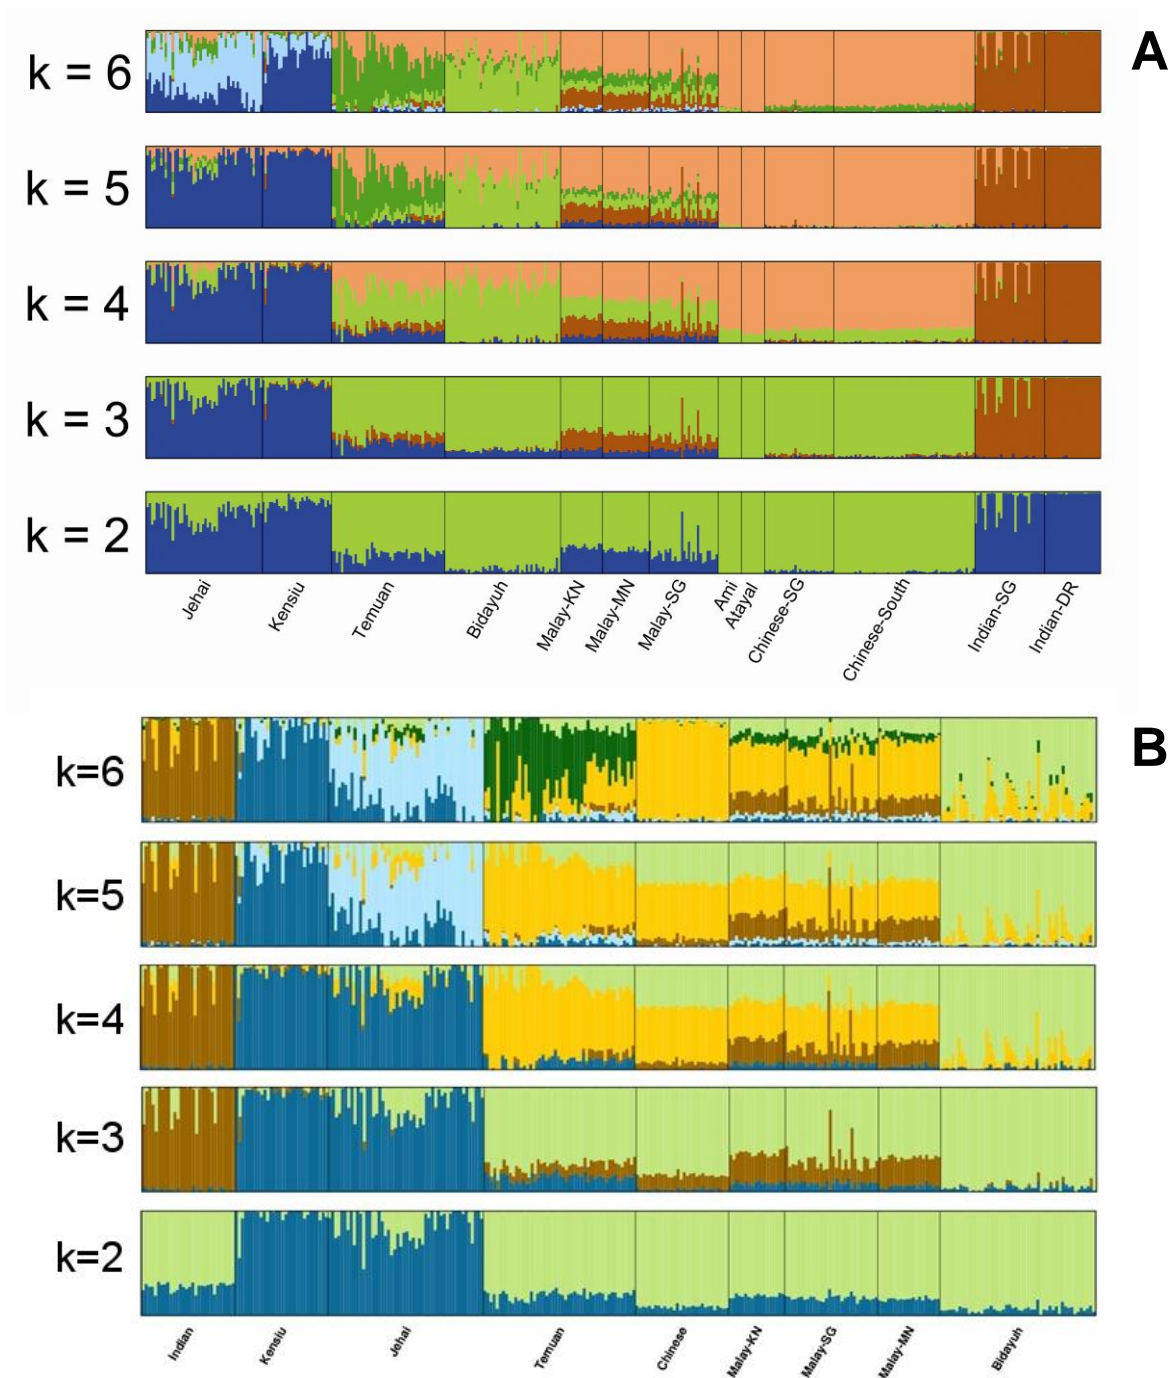 A
k = 6
k = 5
k = 4
k = 3
k = 2
Jehai
Kensiu
Temuan
Bidayuh
Malay-KN
Malay-MN
Malay-SG
Ami
Atayal
Chinese-SG
Chinese-South
Indian-SG
Indian-DR
B
k=6
k=5
k=4
k=3
k=2
Indian
Kensiu
Jehai
Temuan
Chinese
Malay-KN
Malay-SG
Malay-MN
Bidayuh